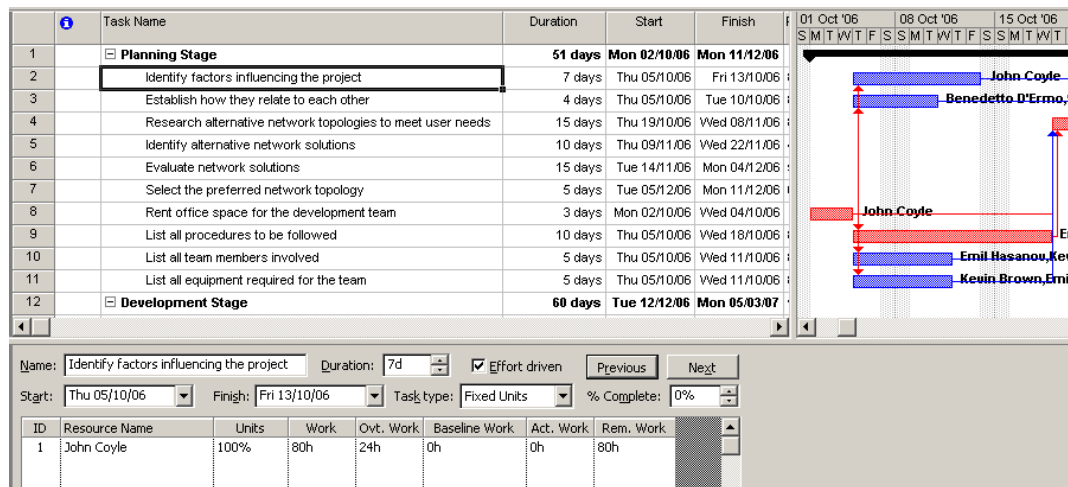 Task Name Duration Start Finish 01 Oct '06 08 Oct '06 15 Oct '06
S M T W T F S S M T W T F S S M T W T
1 Planning Stage 51 days Mon 02/10/06 Mon 11/12/06
2 Identify factors influencing the project 7 days Thu 05/10/06 Fri 13/10/06 John Coyle
3 Establish how they relate to each other 4 days Thu 05/10/06 Tue 10/10/06 Benedetto D'Ermo,
4 Research alternative network topologies to meet user needs 15 days Thu 19/10/06 Wed 08/11/06
5 Identify alternative network solutions 10 days Thu 09/11/06 Wed 22/11/06
6 Evaluate network solutions 15 days Tue 14/11/06 Mon 04/12/06
7 Select the preferred network topology 5 days Tue 05/12/06 Mon 11/12/06
8 Rent office space for the development team 3 days Mon 02/10/06 Wed 04/10/06 John Coyle
9 List all procedures to be followed 10 days Thu 05/10/06 Wed 18/10/06
10 List all team members involved 5 days Thu 05/10/06 Wed 11/10/06 Emil Hasanou,Kev
11 List all equipment required for the team 5 days Thu 05/10/06 Wed 11/10/06 Kevin Brown,Emi
12 Development Stage 60 days Tue 12/12/06 Mon 05/03/07
Name: Identify factors influencing the project Duration: 7d Effort driven Previous Next
Start: Thu 05/10/06 Finish: Fri 13/10/06 Task type: Fixed Units % Complete: 0%
ID Resource Name Units Work Ovt. Work Baseline Work Act. Work Rem. Work
1 John Coyle 100% 80h 24h 0h 0h 80h